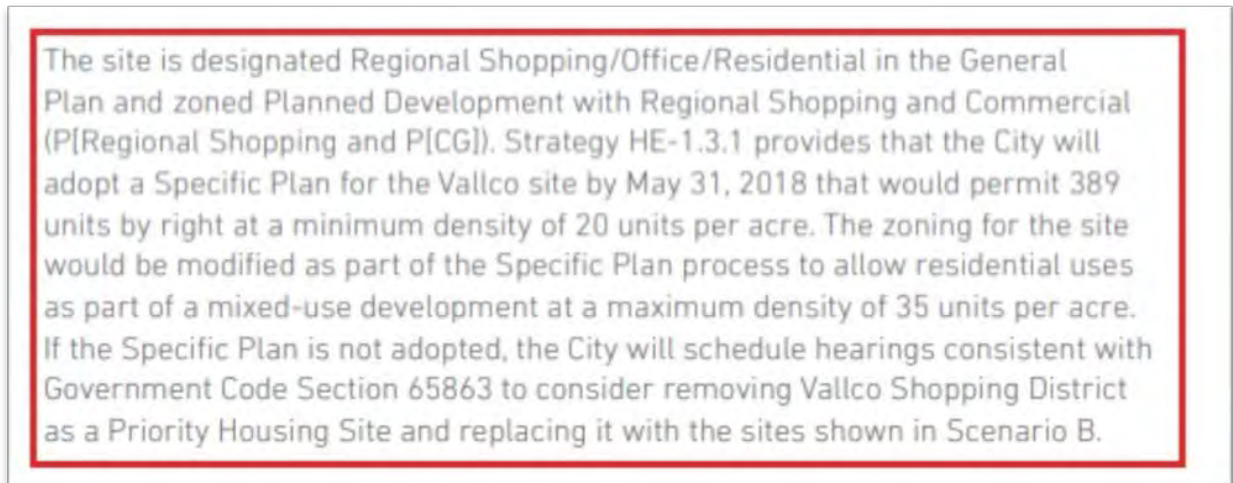 The site is designated Regional Shopping/Office/Residential in the General
Plan and zoned Planned Development with Regional Shopping and Commercial
(P[Regional Shopping and P[CG]). Strategy HE-1.3.1 provides that the City will
adopt a Specific Plan for the Vallco site by May 31, 2018 that would permit 389
units by right at a minimum density of 20 units per acre. The zoning for the site
would be modified as part of the Specific Plan process to allow residential uses
as part of a mixed-use development at a maximum density of 35 units per acre.
If the Specific Plan is not adopted, the City will schedule hearings consistent with
Government Code Section 65863 to consider removing Vallco Shopping District
as a Priority Housing Site and replacing it with the sites shown in Scenario B.